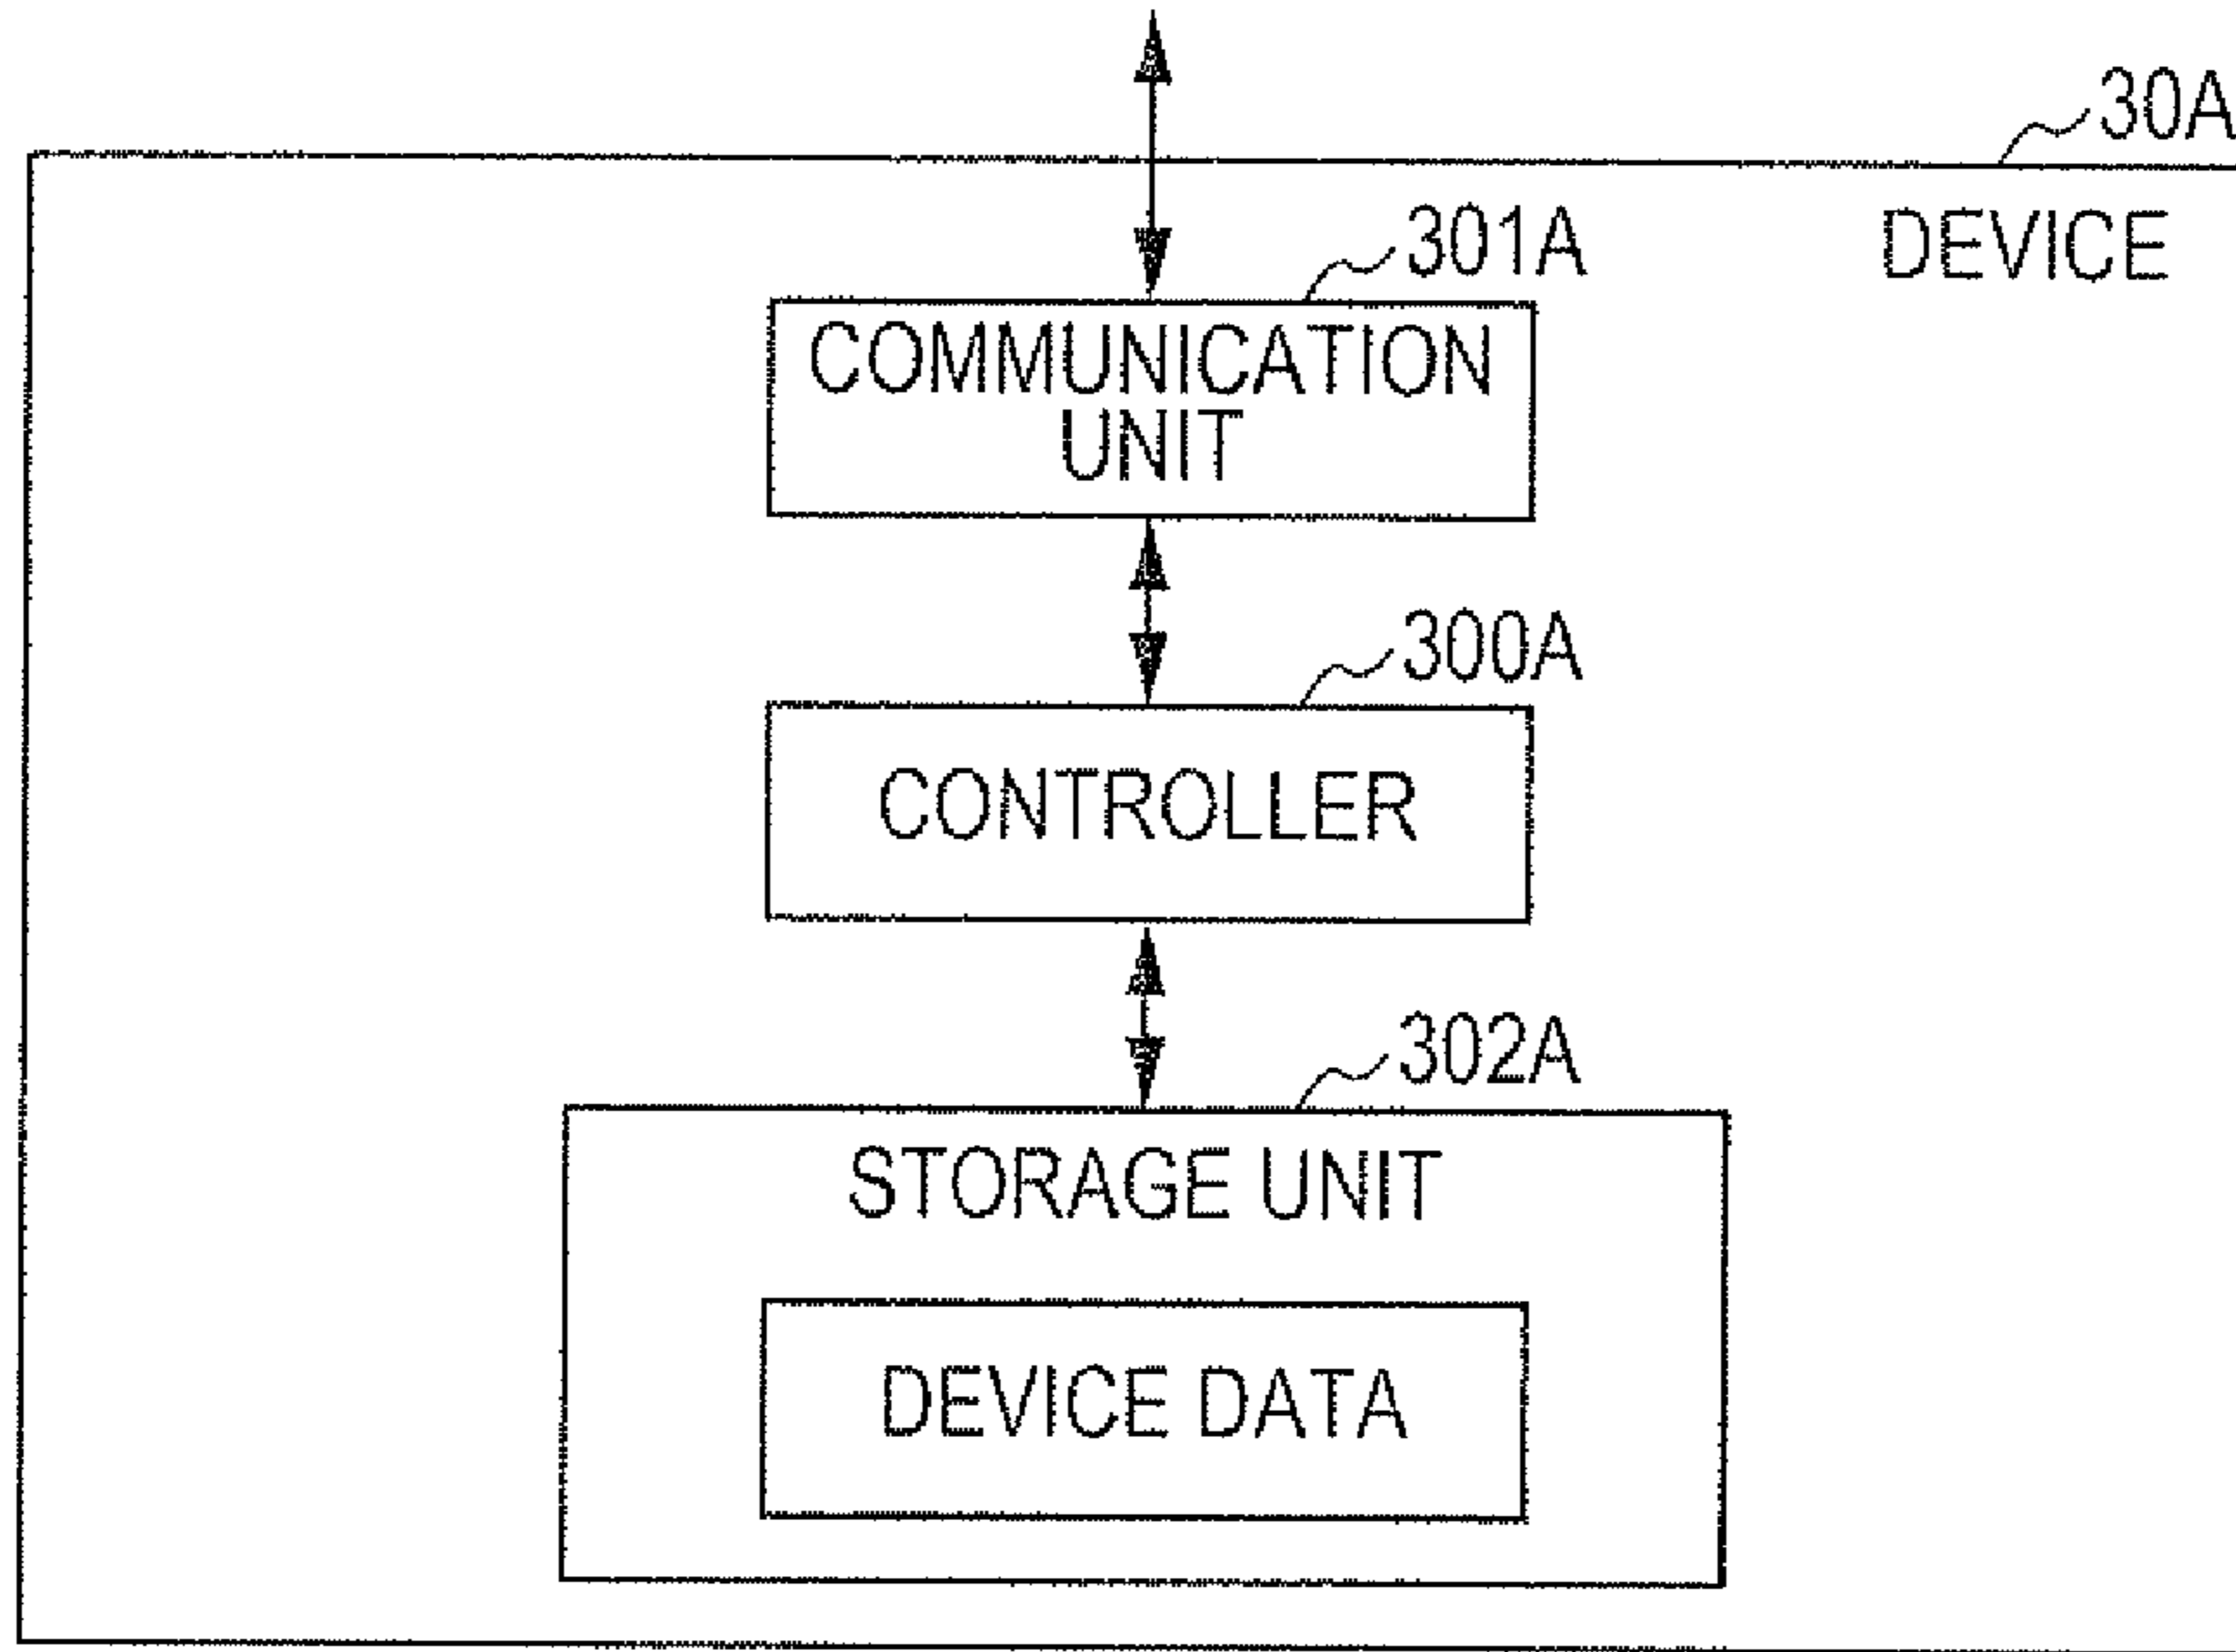 30A
DEVICE
301A
COMMUNICATION
UNIT
300A
CONTROLLER
302A
STORAGE UNIT
DEVICE DATA